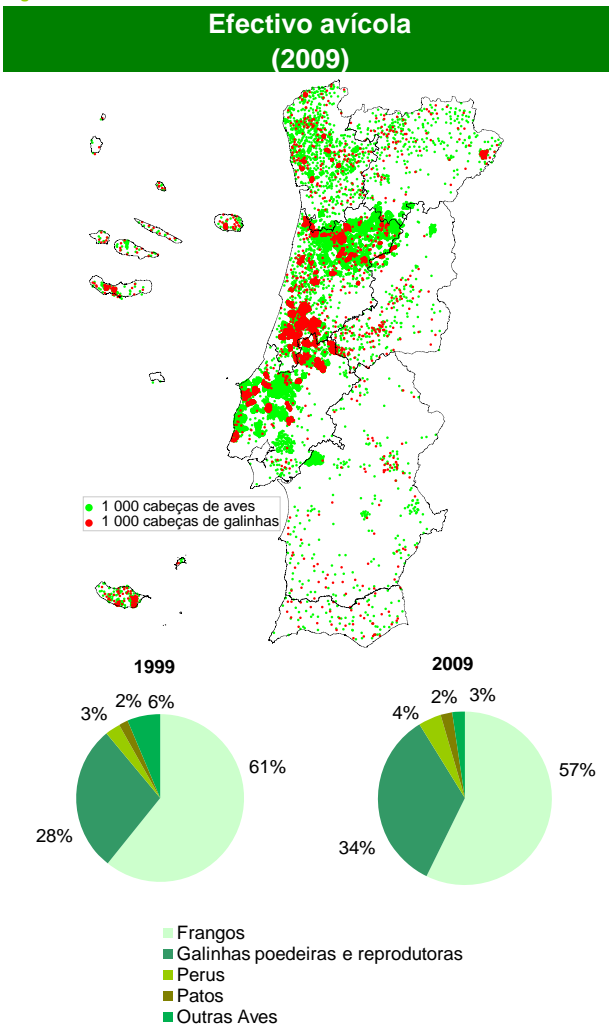 Efectivo avícola
(2009)
1 000 cabeças de aves
1 000 cabeças de galinhas
1999
2009
3%
2%
6%
61%
28%
4%
2%
3%
57%
34%
Frangos
Galinhas poedeiras e reprodutoras
Perus
Patos
Outras Aves